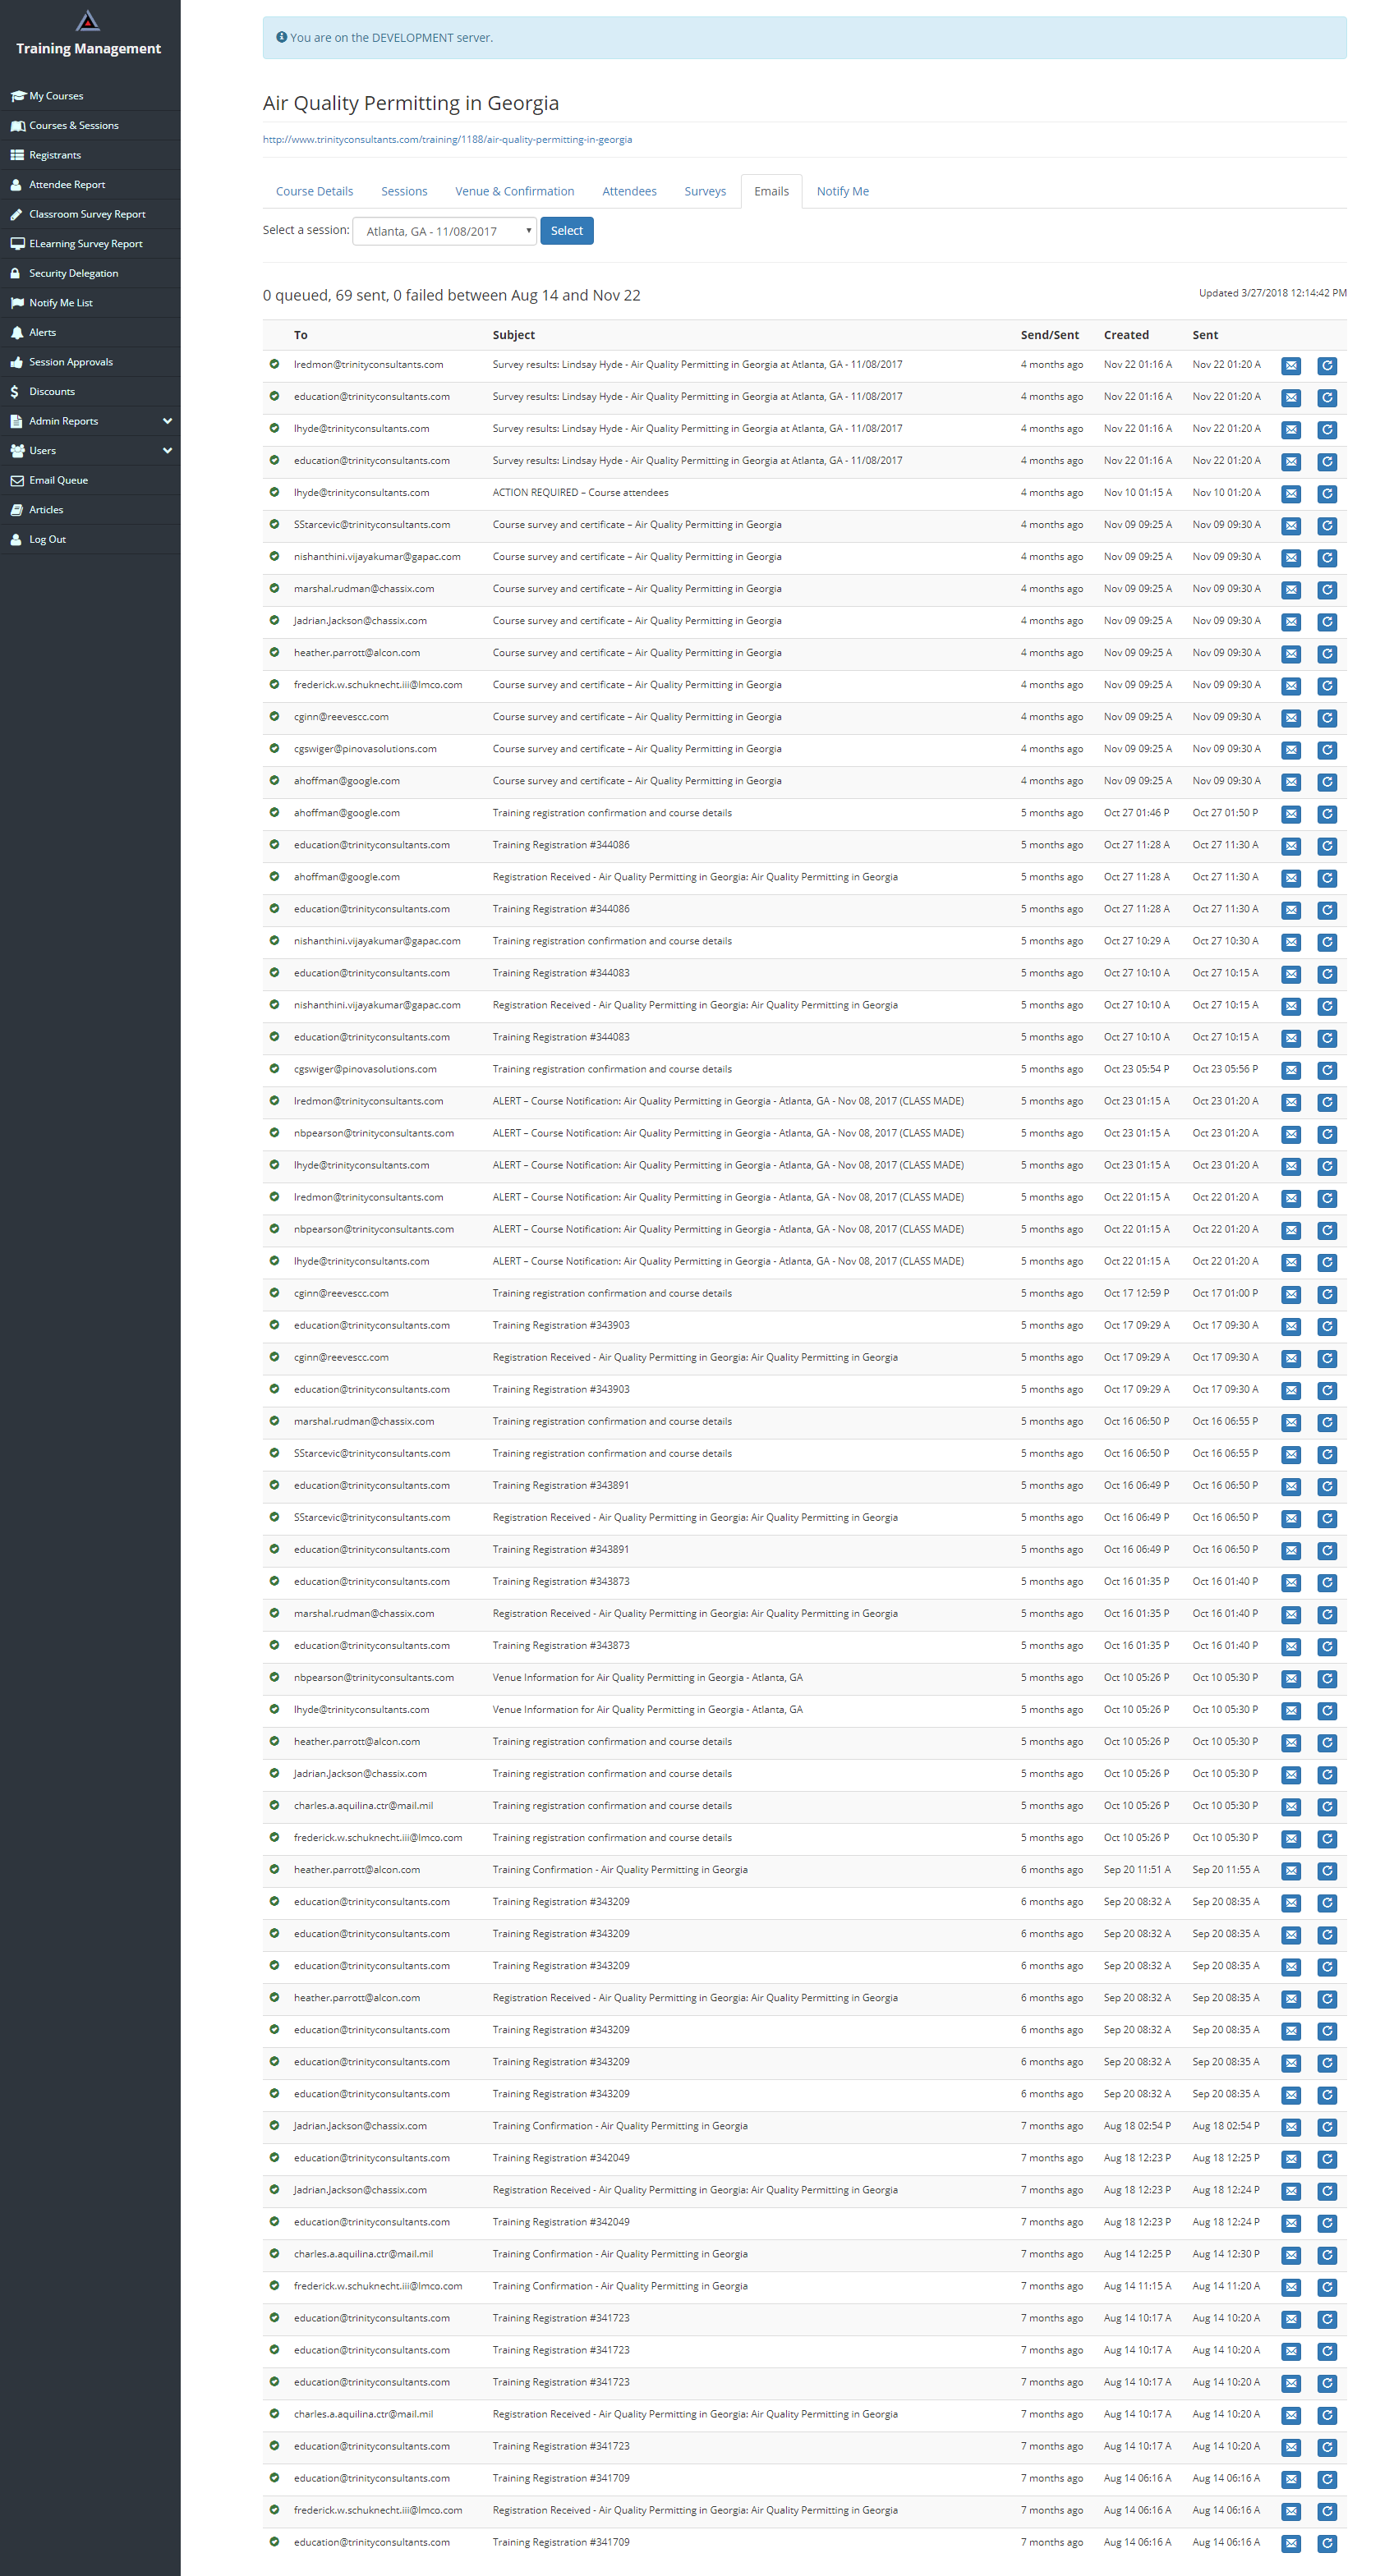 Training Management
My Courses
Courses & Sessions
Registrants
Attendee Report
Classroom Survey Report
ELearning Survey Report
Security Delegation
Notify Me List
Alerts
Session Approvals
Discounts
Admin Reports
Users
Email Queue
Articles
Log Out
You are on the DEVELOPMENT server.
Air Quality Permitting in Georgia
http://www.trinityconsultants.com/training/1188/air-quality-permitting-in-georgia
Course Details Sessions Venue & Confirmation Attendees Surveys Emails Notify Me
Select a session: Atlanta, GA - 11/08/2017 Select
0 queued, 69 sent, 0 failed between Aug 14 and Nov 22 Updated 3/27/2018 12:14:42 PM
To Subject Send/Sent Created Sent
lredmon@trinityconsultants.com Survey results: Lindsay Hyde - Air Quality Permitting in Georgia at Atlanta, GA - 11/08/2017 4 months ago Nov 22 01:16 A Nov 22 01:20 A
education@trinityconsultants.com Survey results: Lindsay Hyde - Air Quality Permitting in Georgia at Atlanta, GA - 11/08/2017 4 months ago Nov 22 01:16 A Nov 22 01:20 A
lhyde@trinityconsultants.com Survey results: Lindsay Hyde - Air Quality Permitting in Georgia at Atlanta, GA - 11/08/2017 4 months ago Nov 22 01:16 A Nov 22 01:20 A
education@trinityconsultants.com Survey results: Lindsay Hyde - Air Quality Permitting in Georgia at Atlanta, GA - 11/08/2017 4 months ago Nov 22 01:16 A Nov 22 01:20 A
lhyde@trinityconsultants.com ACTION REQUIRED – Course attendees 4 months ago Nov 10 01:15 A Nov 10 01:20 A
SStarcevic@trinityconsultants.com Course survey and certificate – Air Quality Permitting in Georgia 4 months ago Nov 09 09:25 A Nov 09 09:30 A
nishanthini.vijayakumar@gapac.com Course survey and certificate – Air Quality Permitting in Georgia 4 months ago Nov 09 09:25 A Nov 09 09:30 A
marshal.rudman@chassix.com Course survey and certificate – Air Quality Permitting in Georgia 4 months ago Nov 09 09:25 A Nov 09 09:30 A
Jadrian.Jackson@chassix.com Course survey and certificate – Air Quality Permitting in Georgia 4 months ago Nov 09 09:25 A Nov 09 09:30 A
heather.parrott@alcon.com Course survey and certificate – Air Quality Permitting in Georgia 4 months ago Nov 09 09:25 A Nov 09 09:30 A
frederick.w.schuknecht.iii@lmco.com Course survey and certificate – Air Quality Permitting in Georgia 4 months ago Nov 09 09:25 A Nov 09 09:30 A
cginn@reevescc.com Course survey and certificate – Air Quality Permitting in Georgia 4 months ago Nov 09 09:25 A Nov 09 09:30 A
cgswiger@pinovasolutions.com Course survey and certificate – Air Quality Permitting in Georgia 4 months ago Nov 09 09:25 A Nov 09 09:30 A
ahoffman@google.com Course survey and certificate – Air Quality Permitting in Georgia 4 months ago Nov 09 09:25 A Nov 09 09:30 A
ahoffman@google.com Training registration confirmation and course details 5 months ago Oct 27 01:46 P Oct 27 01:50 P
education@trinityconsultants.com Training Registration #344086 5 months ago Oct 27 11:28 A Oct 27 11:30 A
ahoffman@google.com Registration Received - Air Quality Permitting in Georgia: Air Quality Permitting in Georgia 5 months ago Oct 27 11:28 A Oct 27 11:30 A
education@trinityconsultants.com Training Registration #344086 5 months ago Oct 27 11:28 A Oct 27 11:30 A
nishanthini.vijayakumar@gapac.com Training registration confirmation and course details 5 months ago Oct 27 10:29 A Oct 27 10:30 A
education@trinityconsultants.com Training Registration #344083 5 months ago Oct 27 10:10 A Oct 27 10:15 A
nishanthini.vijayakumar@gapac.com Registration Received - Air Quality Permitting in Georgia: Air Quality Permitting in Georgia 5 months ago Oct 27 10:10 A Oct 27 10:15 A
education@trinityconsultants.com Training Registration #344083 5 months ago Oct 27 10:10 A Oct 27 10:15 A
cgswiger@pinovasolutions.com Training registration confirmation and course details 5 months ago Oct 23 05:54 P Oct 23 05:56 P
lredmon@trinityconsultants.com ALERT – Course Notification: Air Quality Permitting in Georgia - Atlanta, GA - Nov 08, 2017 (CLASS MADE) 5 months ago Oct 23 01:15 A Oct 23 01:20 A
nbpearson@trinityconsultants.com ALERT – Course Notification: Air Quality Permitting in Georgia - Atlanta, GA - Nov 08, 2017 (CLASS MADE) 5 months ago Oct 23 01:15 A Oct 23 01:20 A
lhyde@trinityconsultants.com ALERT – Course Notification: Air Quality Permitting in Georgia - Atlanta, GA - Nov 08, 2017 (CLASS MADE) 5 months ago Oct 23 01:15 A Oct 23 01:20 A
lredmon@trinityconsultants.com ALERT – Course Notification: Air Quality Permitting in Georgia - Atlanta, GA - Nov 08, 2017 (CLASS MADE) 5 months ago Oct 22 01:15 A Oct 22 01:20 A
nbpearson@trinityconsultants.com ALERT – Course Notification: Air Quality Permitting in Georgia - Atlanta, GA - Nov 08, 2017 (CLASS MADE) 5 months ago Oct 22 01:15 A Oct 22 01:20 A
lhyde@trinityconsultants.com ALERT – Course Notification: Air Quality Permitting in Georgia - Atlanta, GA - Nov 08, 2017 (CLASS MADE) 5 months ago Oct 22 01:15 A Oct 22 01:20 A
cginn@reevescc.com Training registration confirmation and course details 5 months ago Oct 17 12:59 P Oct 17 01:00 P
education@trinityconsultants.com Training Registration #343903 5 months ago Oct 17 09:29 A Oct 17 09:30 A
cginn@reevescc.com Registration Received - Air Quality Permitting in Georgia: Air Quality Permitting in Georgia 5 months ago Oct 17 09:29 A Oct 17 09:30 A
education@trinityconsultants.com Training Registration #343903 5 months ago Oct 17 09:29 A Oct 17 09:30 A
marshal.rudman@chassix.com Training registration confirmation and course details 5 months ago Oct 16 06:50 P Oct 16 06:55 P
SStarcevic@trinityconsultants.com Training registration confirmation and course details 5 months ago Oct 16 06:50 P Oct 16 06:55 P
education@trinityconsultants.com Training Registration #343891 5 months ago Oct 16 06:49 P Oct 16 06:50 P
SStarcevic@trinityconsultants.com Registration Received - Air Quality Permitting in Georgia: Air Quality Permitting in Georgia 5 months ago Oct 16 06:49 P Oct 16 06:50 P
education@trinityconsultants.com Training Registration #343891 5 months ago Oct 16 06:49 P Oct 16 06:50 P
education@trinityconsultants.com Training Registration #343873 5 months ago Oct 16 01:35 P Oct 16 01:40 P
marshal.rudman@chassix.com Registration Received - Air Quality Permitting in Georgia: Air Quality Permitting in Georgia 5 months ago Oct 16 01:35 P Oct 16 01:40 P
education@trinityconsultants.com Training Registration #343873 5 months ago Oct 16 01:35 P Oct 16 01:40 P
nbpearson@trinityconsultants.com Venue Information for Air Quality Permitting in Georgia - Atlanta, GA 5 months ago Oct 10 05:26 P Oct 10 05:30 P
lhyde@trinityconsultants.com Venue Information for Air Quality Permitting in Georgia - Atlanta, GA 5 months ago Oct 10 05:26 P Oct 10 05:30 P
heather.parrott@alcon.com Training registration confirmation and course details 5 months ago Oct 10 05:26 P Oct 10 05:30 P
Jadrian.Jackson@chassix.com Training registration confirmation and course details 5 months ago Oct 10 05:26 P Oct 10 05:30 P
charles.a.aquilina.ctr@mail.mil Training registration confirmation and course details 5 months ago Oct 10 05:26 P Oct 10 05:30 P
frederick.w.schuknecht.iii@lmco.com Training registration confirmation and course details 5 months ago Oct 10 05:26 P Oct 10 05:30 P
heather.parrott@alcon.com Training Confirmation - Air Quality Permitting in Georgia 6 months ago Sep 20 11:51 A Sep 20 11:55 A
education@trinityconsultants.com Training Registration #343209 6 months ago Sep 20 08:32 A Sep 20 08:35 A
education@trinityconsultants.com Training Registration #343209 6 months ago Sep 20 08:32 A Sep 20 08:35 A
education@trinityconsultants.com Training Registration #343209 6 months ago Sep 20 08:32 A Sep 20 08:35 A
heather.parrott@alcon.com Registration Received - Air Quality Permitting in Georgia: Air Quality Permitting in Georgia 6 months ago Sep 20 08:32 A Sep 20 08:35 A
education@trinityconsultants.com Training Registration #343209 6 months ago Sep 20 08:32 A Sep 20 08:35 A
education@trinityconsultants.com Training Registration #343209 6 months ago Sep 20 08:32 A Sep 20 08:35 A
education@trinityconsultants.com Training Registration #343209 6 months ago Sep 20 08:32 A Sep 20 08:35 A
Jadrian.Jackson@chassix.com Training Confirmation - Air Quality Permitting in Georgia 7 months ago Aug 18 02:54 P Aug 18 02:54 P
education@trinityconsultants.com Training Registration #342049 7 months ago Aug 18 12:23 P Aug 18 12:25 P
Jadrian.Jackson@chassix.com Registration Received - Air Quality Permitting in Georgia: Air Quality Permitting in Georgia 7 months ago Aug 18 12:23 P Aug 18 12:24 P
education@trinityconsultants.com Training Registration #342049 7 months ago Aug 18 12:23 P Aug 18 12:24 P
charles.a.aquilina.ctr@mail.mil Training Confirmation - Air Quality Permitting in Georgia 7 months ago Aug 14 12:25 P Aug 14 12:30 P
frederick.w.schuknecht.iii@lmco.com Training Confirmation - Air Quality Permitting in Georgia 7 months ago Aug 14 11:15 A Aug 14 11:20 A
education@trinityconsultants.com Training Registration #341723 7 months ago Aug 14 10:17 A Aug 14 10:20 A
education@trinityconsultants.com Training Registration #341723 7 months ago Aug 14 10:17 A Aug 14 10:20 A
education@trinityconsultants.com Training Registration #341723 7 months ago Aug 14 10:17 A Aug 14 10:20 A
charles.a.aquilina.ctr@mail.mil Registration Received - Air Quality Permitting in Georgia: Air Quality Permitting in Georgia 7 months ago Aug 14 10:17 A Aug 14 10:20 A
education@trinityconsultants.com Training Registration #341723 7 months ago Aug 14 10:17 A Aug 14 10:20 A
education@trinityconsultants.com Training Registration #341709 7 months ago Aug 14 06:16 A Aug 14 06:16 A
frederick.w.schuknecht.iii@lmco.com Registration Received - Air Quality Permitting in Georgia: Air Quality Permitting in Georgia 7 months ago Aug 14 06:16 A Aug 14 06:16 A
education@trinityconsultants.com Training Registration #341709 7 months ago Aug 14 06:16 A Aug 14 06:16 A